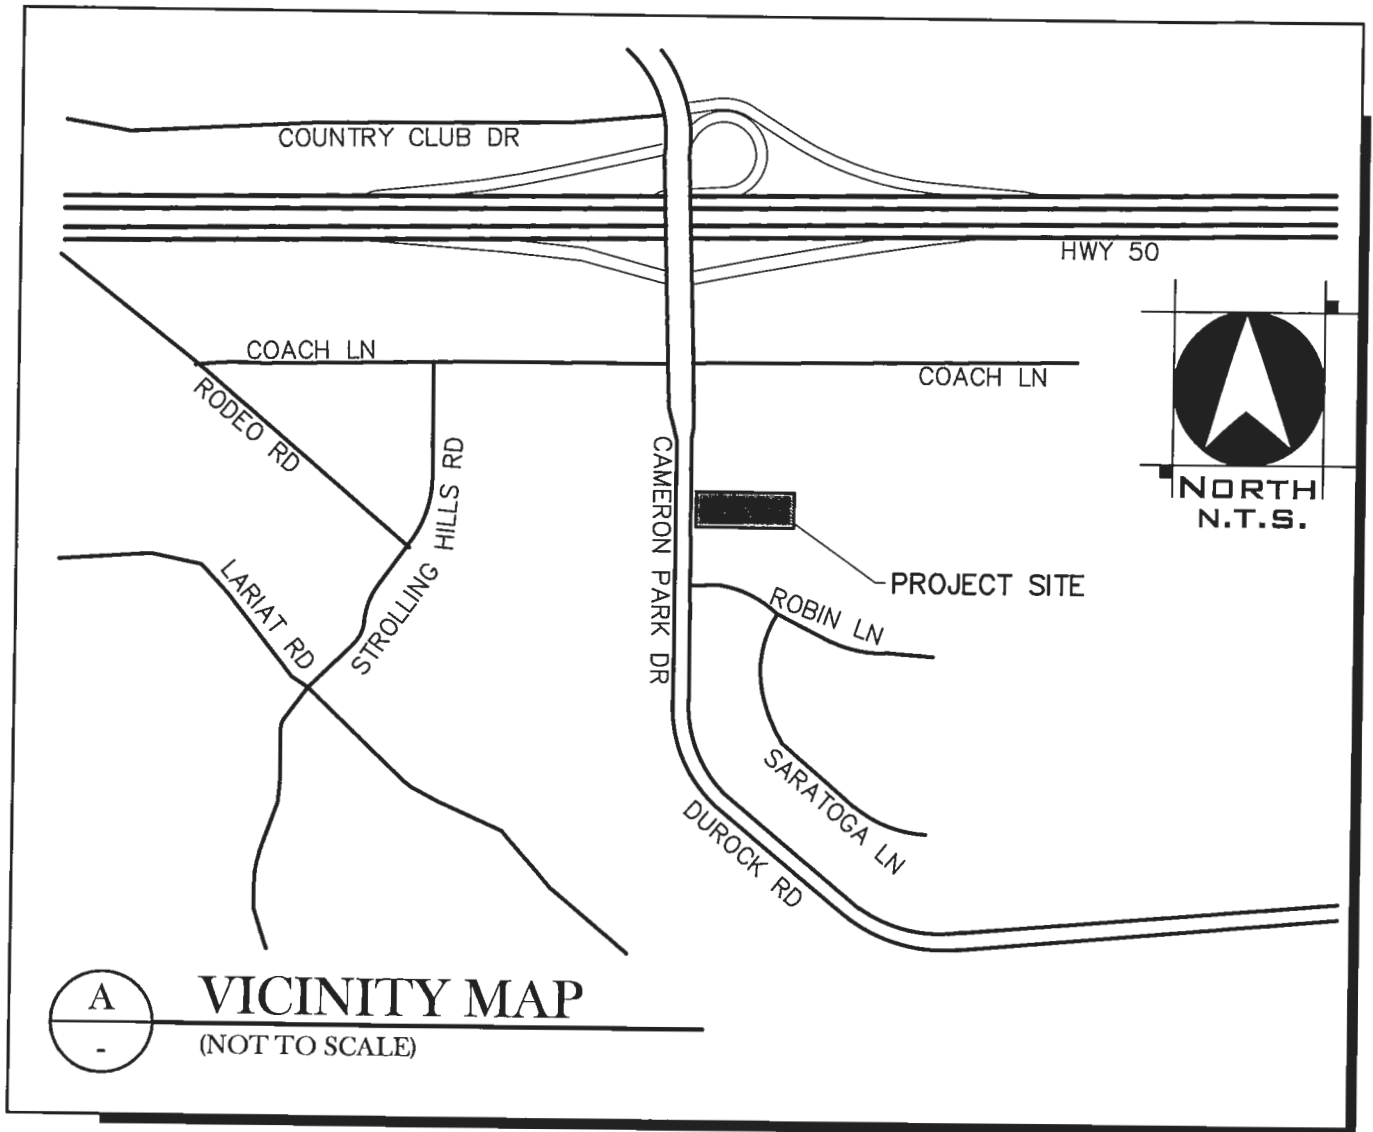 COUNTRY CLUB DR
HWY 50
COACH LN
COACH LN
RODEO RD
STROLLING HILLS RD
CAMERON PARK DR
NORTH
N.T.S.
PROJECT SITE
LARIAT RD
ROBIN LN
SARATOGA LN
DUROCK RD
A
-
VICINITY MAP
(NOT TO SCALE)